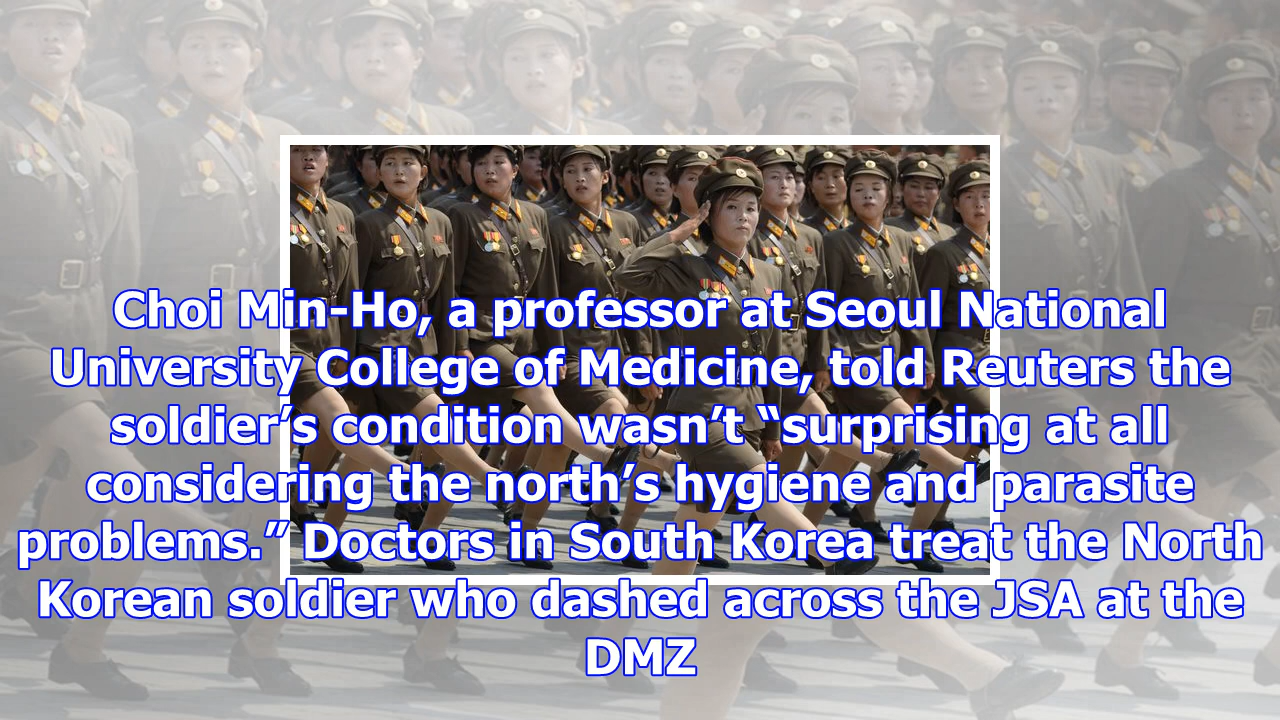 Choi Min-Ho, a professor at Seoul National
University College of Medicine, told Reuters the
soldier’s condition wasn’t “surprising at all
considering the north’s hygiene and parasite
problems.” Doctors in South Korea treat the North
Korean soldier who dashed across the JSA at the
DMZ